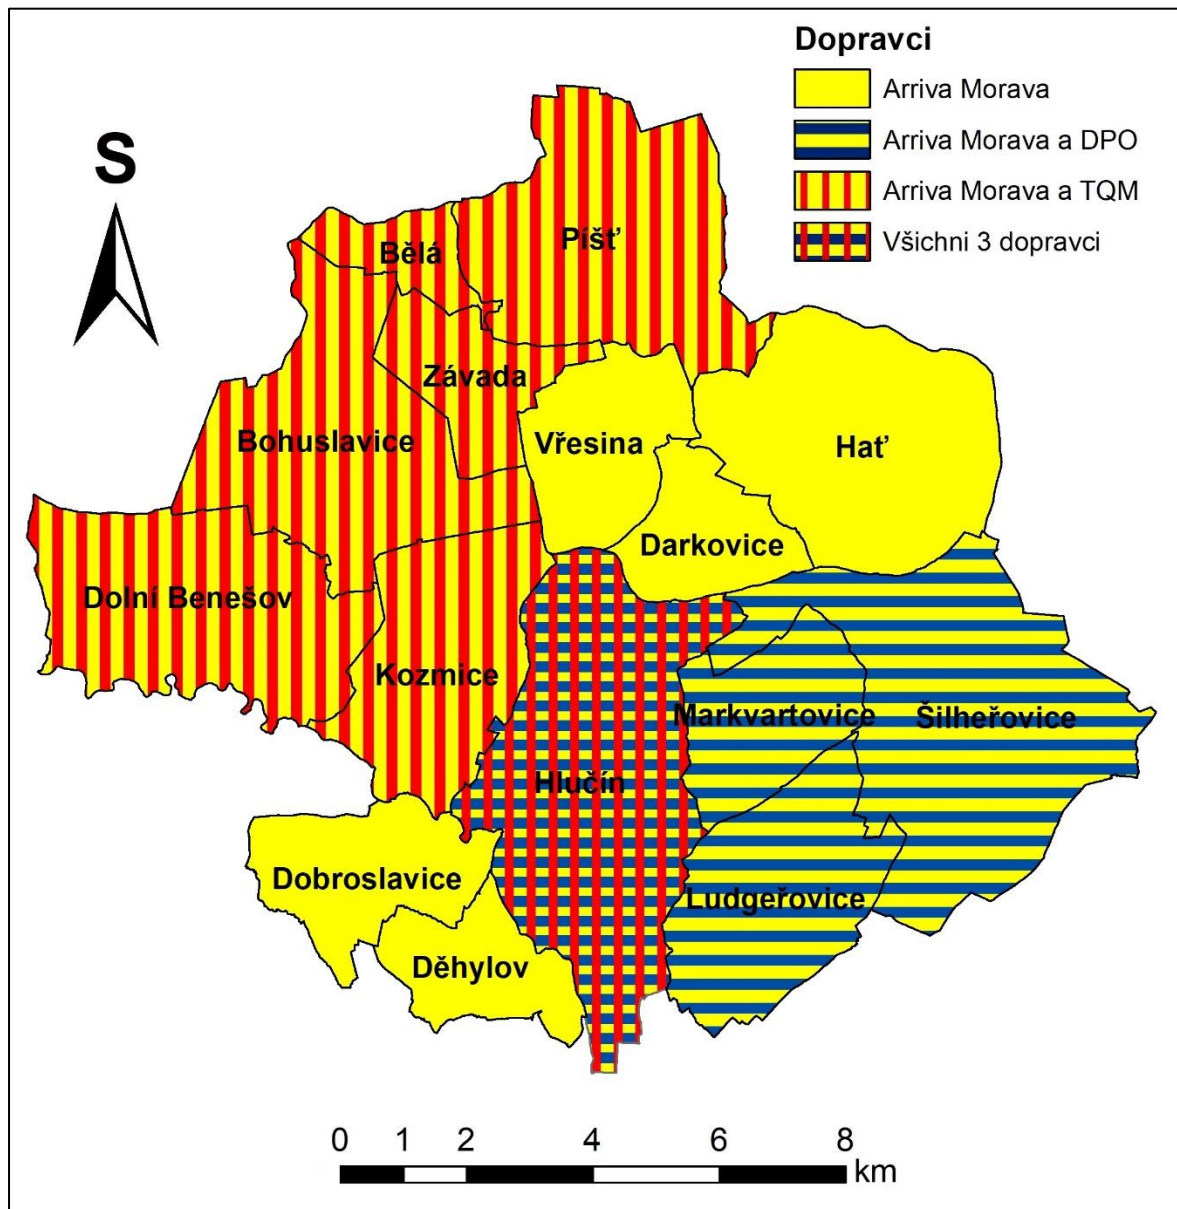 Dopravci
Arriva Morava
Arriva Morava a DPO
Arriva Morava a TQM
Všichni 3 dopravci
S
Píšť
Bělá
Závada
Bohuslavice
Vřesina
Hať
Darkovice
Dolní Benešov
Kozmice
Markvartovice
Šilheřovice
Hlučín
Dobroslavice
Ludgeřovice
Děhylov
0 1 2 4 6 8
km